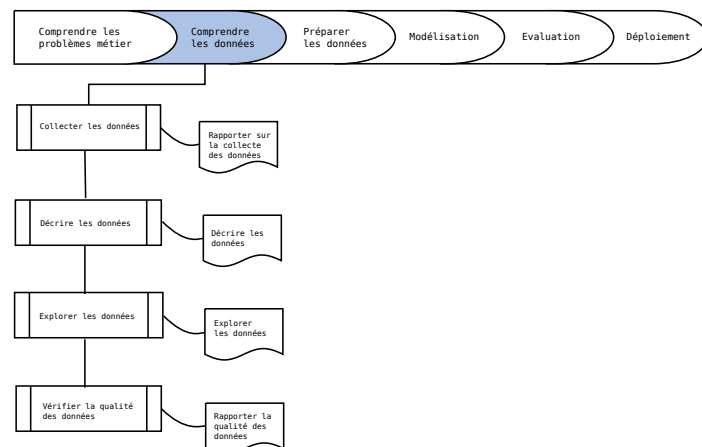 Comprendre les
problèmes métier
Comprendre
les données
Préparer
les données
Modélisation
Evaluation
Déploiement
Collecter les données
Rapporter sur
la collecte
des données
Décrire les données
Décrire les
données
Explorer les données
Explorer
les données
Vérifier la qualité
des données
Rapporter la
qualité des
données